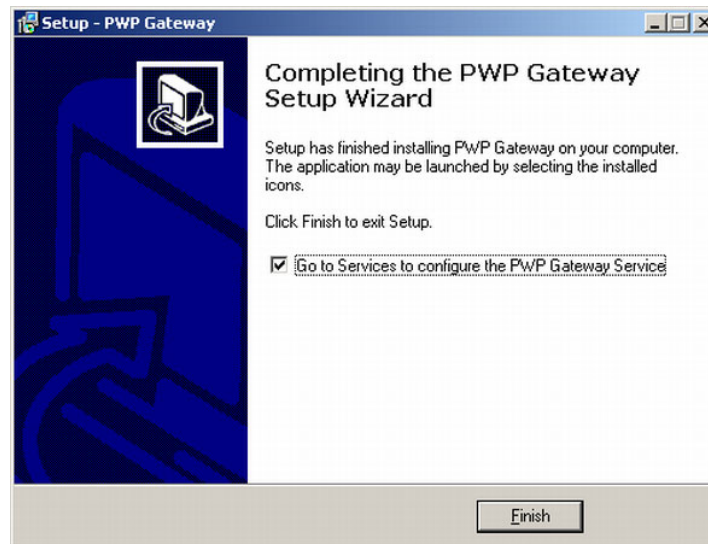 Setup - PWP Gateway
Completing the PWP Gateway
Setup Wizard
Setup has finished installing PWP Gateway on your computer.
The application may be launched by selecting the installed
icons.
Click Finish to exit Setup.
Go to Services to configure the PWP Gateway Service
Finish